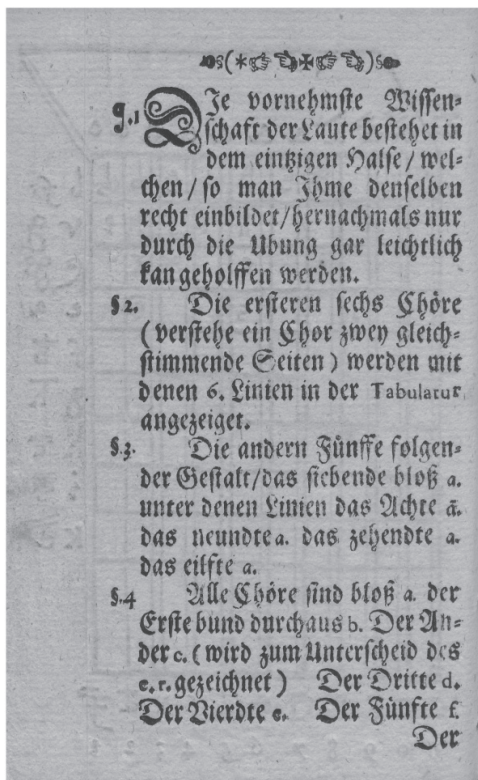 §.1 DIe vornehmste Wissen-
schaft der Laute bestehet in
dem eintzigen Halse / wel-
chen / so man Ihme denselben
recht einbildet / hernachmals nur
durch die Ubung gar leichtlich
kan geholffen werden.
§ 2. Die ersteren sechs Chöre
( verstehe ein Chor zwey gleich-
stimmende Seiten ) werden mit
denen 6. Linien in der Tabulatur
angezeiget.
§.3. Die andern Fünffe folgen-
der Gestalt / das siebende bloß a.
unter denen Linien das Achte ā.
das neundte a. das zehendte a.
das eilfte a.
§.4 Alle Chöre sind bloß a. der
Erste bund durchaus b. Der An-
der c. ( wird zum Unterscheid des
e. r. gezeichnet ) Der Dritte d.
Der Vierdte e. Der Fünfte f.
Der